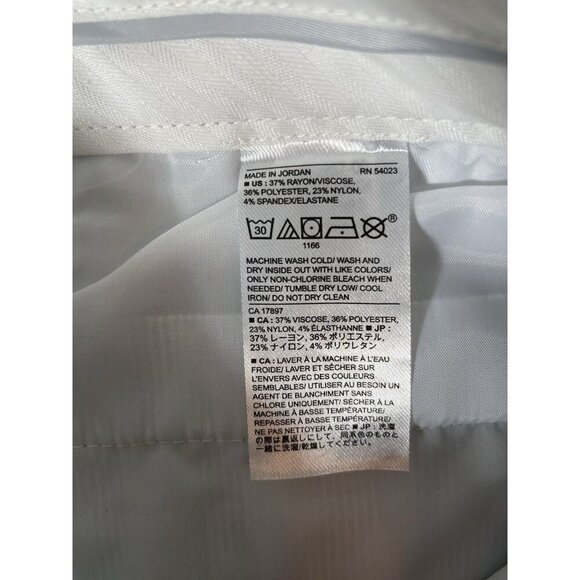 MADE IN JORDAN RN 54023
■ US : 37% RAYON/VISCOSE,
36% POLYESTER, 23% NYLON,
4% SPANDEX/ELASTANE
30 ®
1166
MACHINE WASH COLD/ WASH AND
DRY INSIDE OUT WITH LIKE COLORS/
ONLY NON-CHLORINE BLEACH WHEN
NEEDED/ TUMBLE DRY LOW/ COOL
IRON/ DO NOT DRY CLEAN
CA 17897
■ CA : 37% VISCOSE, 36% POLYESTER,
23% NYLON, 4% ÉLASTHANNE ■ JP :
37% レーヨン, 36% ポリエステル,
23% ナイロン, 4% ポリウレタン
■ CA : LAVER À LA MACHINE À L'EAU
FROIDE/ LAVER ET SÉCHER SUR
L'ENVERS AVEC DES COULEURS
SEMBLABLES/ UTILISER AU BESOIN UN
AGENT DE BLANCHIMENT SANS
CHLORE UNIQUEMENT/ SÉCHER À LA
MACHINE À BASSE TEMPÉRATURE/
REPASSER À BASSE TEMPÉRATURE/
NE PAS NETTOYER À SEC ■ JP : 洗濯
の際は裏返しにして、同系色のものと
一緒に洗濯・乾燥してください。